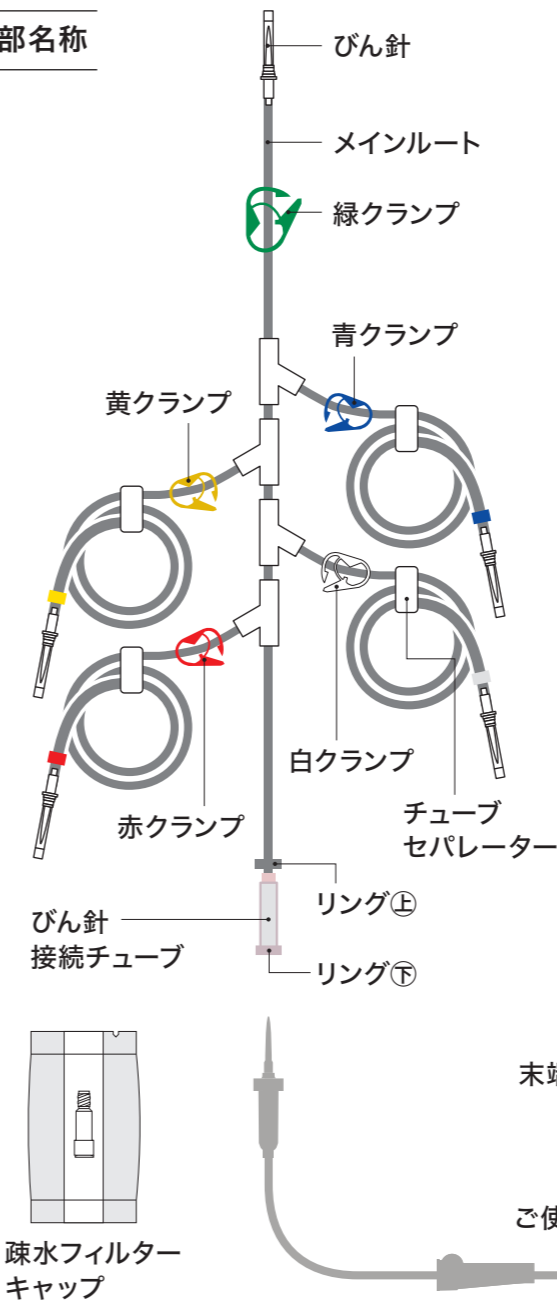 部名称
びん針
メインルート
緑クランプ
青クランプ
黄クランプ
白クランプ
チューブ
セパレーター
赤クランプ
リング㊤
びん針
接続チューブ
リング㊦
末端
ご使
疎水フィルター
キャップ